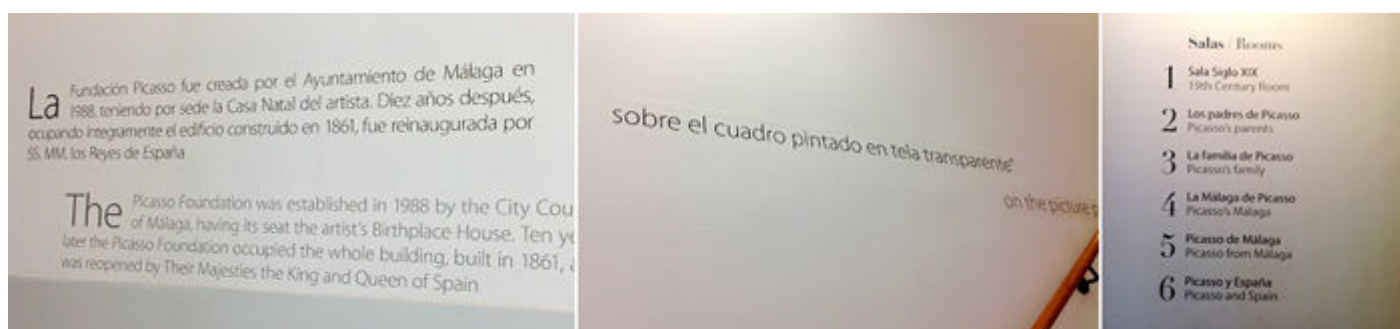 La Fundación Picasso fue creada por el Ayuntamiento de Málaga en
1988, teniendo por sede la Casa Natal del artista. Diez años después,
ocupando íntegramente el edificio construido en 1861, fue reinaugurada por
SS. MM. los Reyes de España
The Picasso Foundation was established in 1988 by the City Cou
of Málaga, having its seat the artist's Birthplace House. Ten ye
later the Picasso Foundation occupied the whole building, built in 1861,
was reopened by Their Majesties the King and Queen of Spain
sobre el cuadro pintado en tela transparente"
on the picture p
Salas / Rooms
1 Sala Siglo XIX
19th Century Room
2 Los padres de Picasso
Picasso's parents
3 La familia de Picasso
Picasso's family
4 La Málaga de Picasso
Picasso's Málaga
5 Picasso de Málaga
Picasso from Málaga
6 Picasso y España
Picasso and Spain